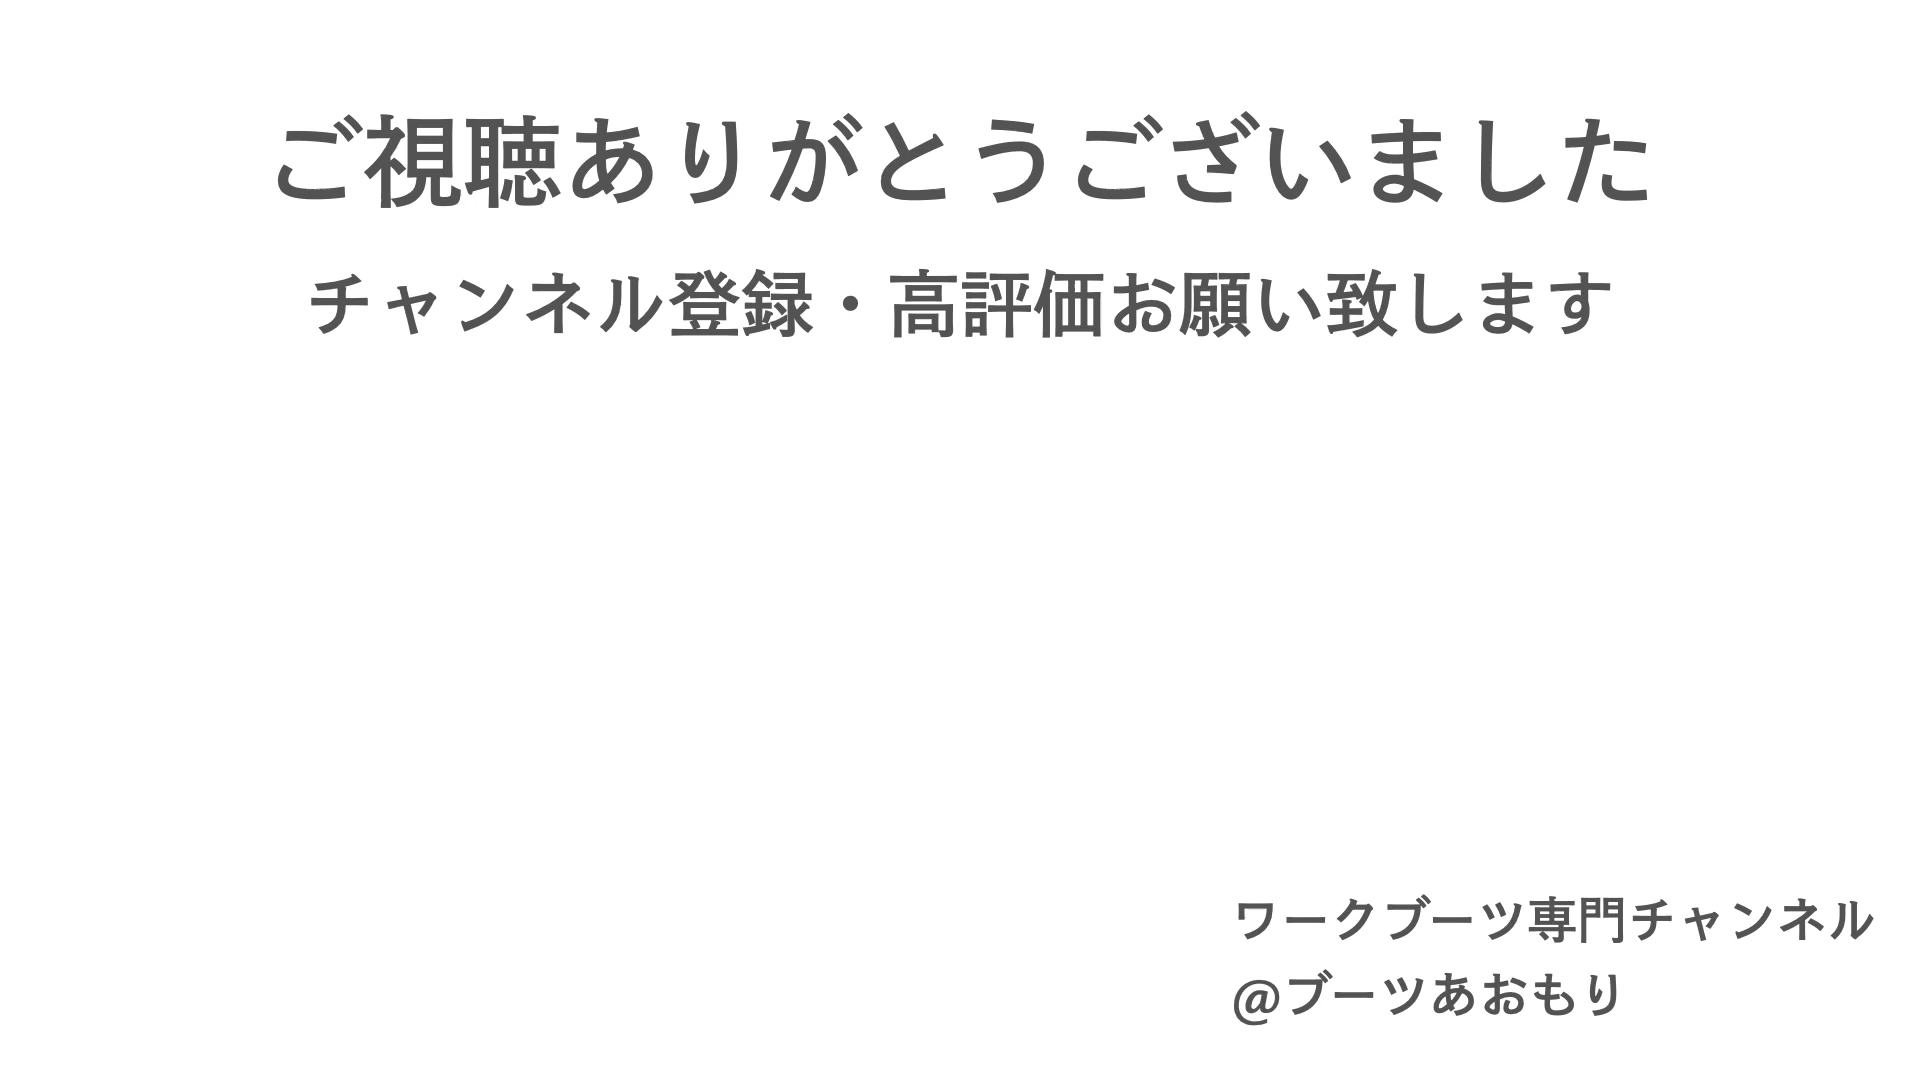 ご視聴ありがとうございました
チャンネル登録・高評価お願い致します
ワークブーツ専門チャンネル
@ブーツあおもり